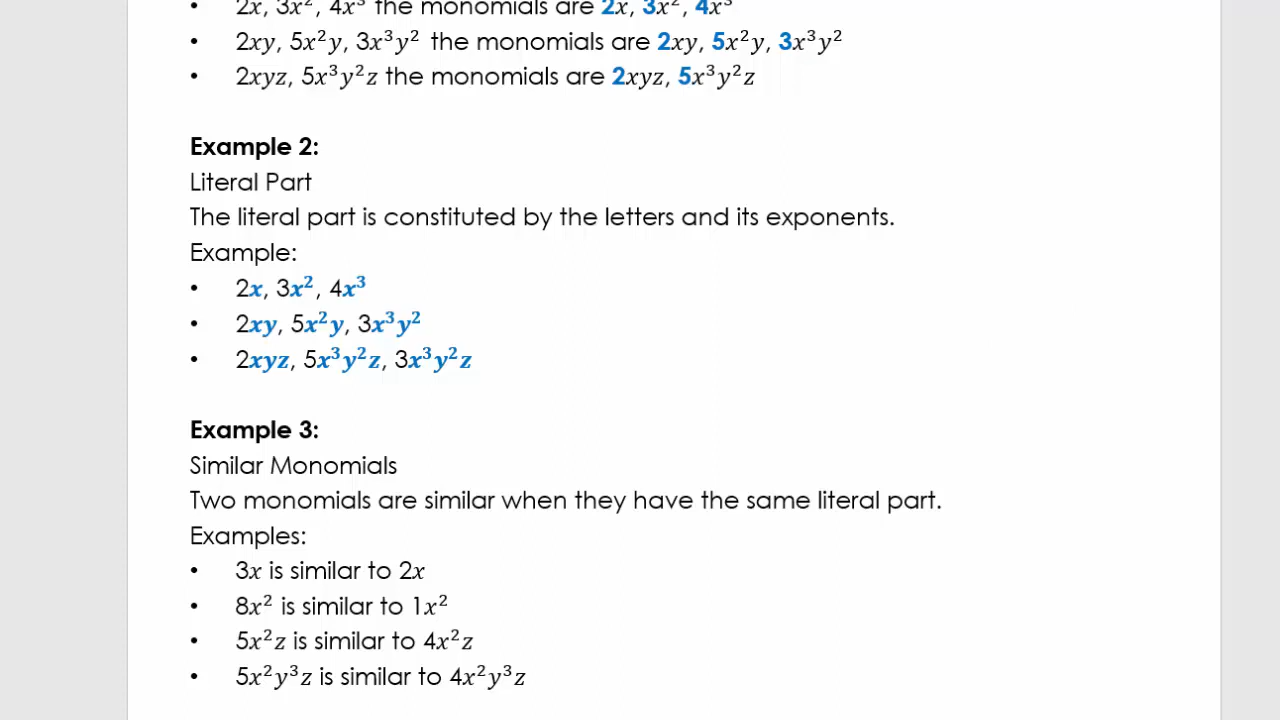 • 2x, 3x², 4x³ the monomials are 2x, 3x², 4x³
• 2xy, 5x²y, 3x³y² the monomials are 2xy, 5x²y, 3x³y²
• 2xyz, 5x³y²z the monomials are 2xyz, 5x³y²z
Example 2:
Literal Part
The literal part is constituted by the letters and its exponents.
Example:
• 2x, 3x², 4x³
• 2xy, 5x²y, 3x³y²
• 2xyz, 5x³y²z, 3x³y²z
Example 3:
Similar Monomials
Two monomials are similar when they have the same literal part.
Examples:
• 3x is similar to 2x
• 8x² is similar to 1x²
• 5x²z is similar to 4x²z
• 5x²y³z is similar to 4x²y³z